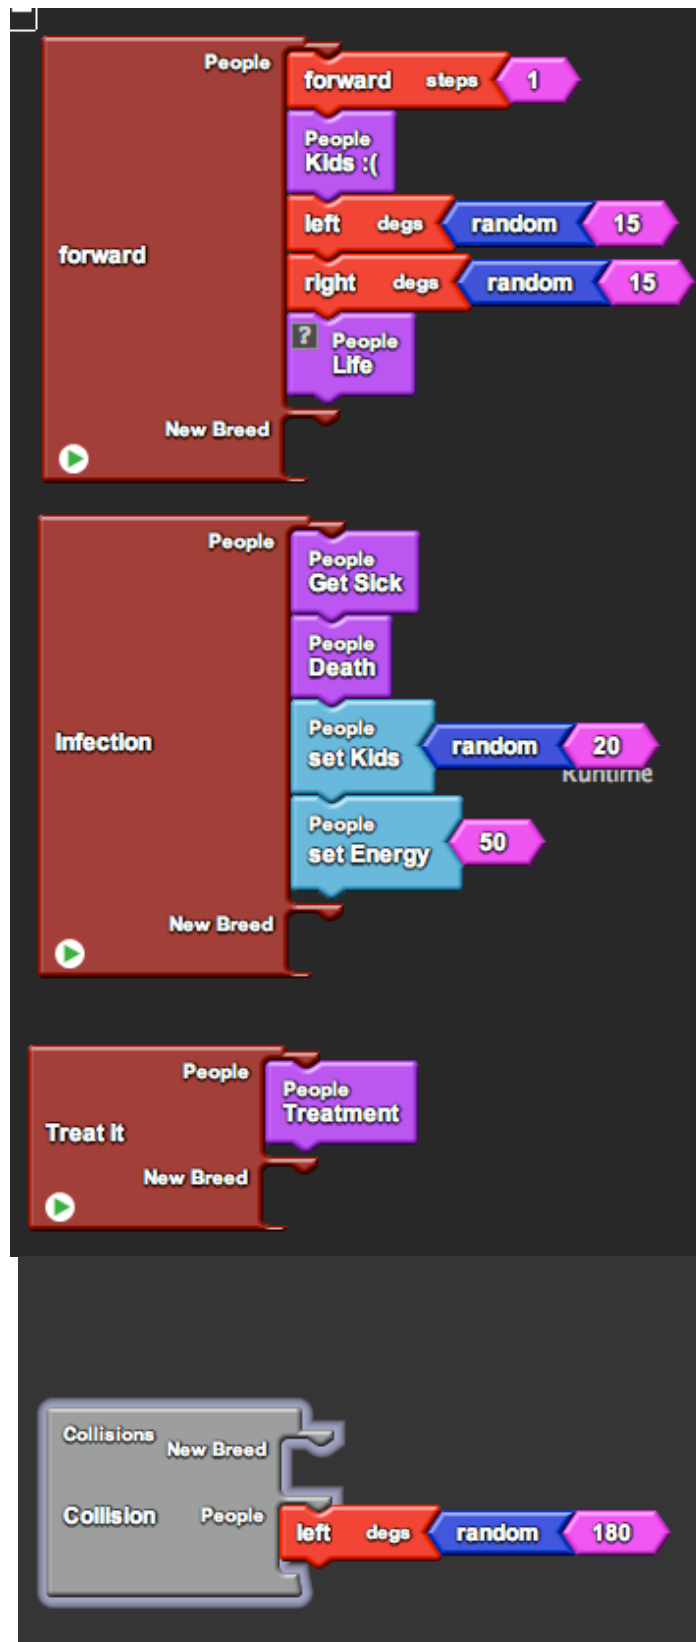 People
forward steps 1
People
Kids :(
left degs random 15
forward
right degs random 15
?
People
Life
New Breed
People
People
Get Sick
People
Death
Infection
People
set Kids random 20
Runtime
People
set Energy 50
New Breed
People
People
Treatment
Treat It
New Breed
Collisions
New Breed
Collision People
left degs random 180